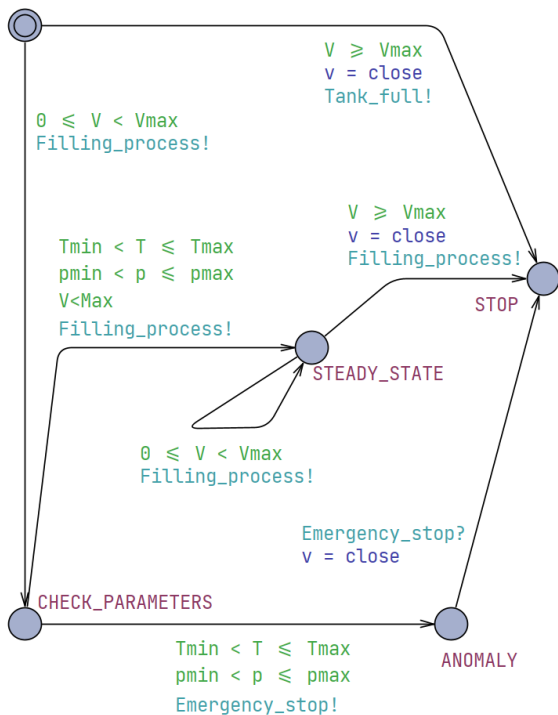 V ⩾ Vmax
v = close
Tank_full!
0 ⩽ V < Vmax
Filling_process!
V ⩾ Vmax
v = close
Filling_process!
STOP
Tmin < T ⩽ Tmax
pmin < p ⩽ pmax
V<Max
Filling_process!
STEADY_STATE
0 ⩽ V < Vmax
Filling_process!
Emergency_stop?
v = close
CHECK_PARAMETERS
Tmin < T ⩽ Tmax
pmin < p ⩽ pmax
Emergency_stop!
ANOMALY